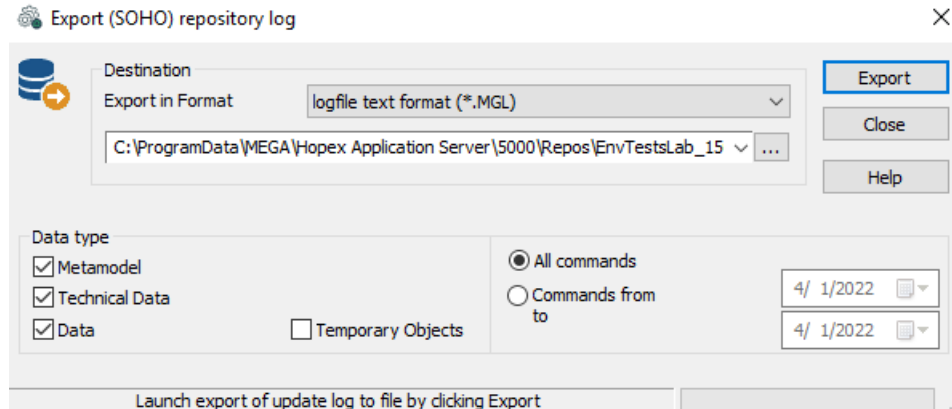 Export (SOHO) repository log
Destination
Export in Format
logfile text format (*.MGL)
Export
C:\ProgramData\MEGA\Hopex Application Server\5000\Repos\EnvTestsLab_15
...
Close
Help
Data type
Metamodel
Technical Data
Data
Temporary Objects
All commands
Commands from
to
4/ 1/2022
4/ 1/2022
Launch export of update log to file by clicking Export